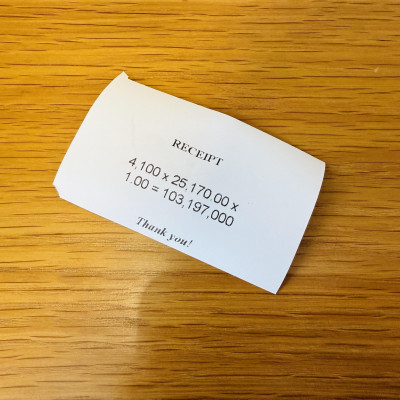 RECEIPT
4,100 x 25,170.00 x
1.00 = 103,197,000
Thank you!